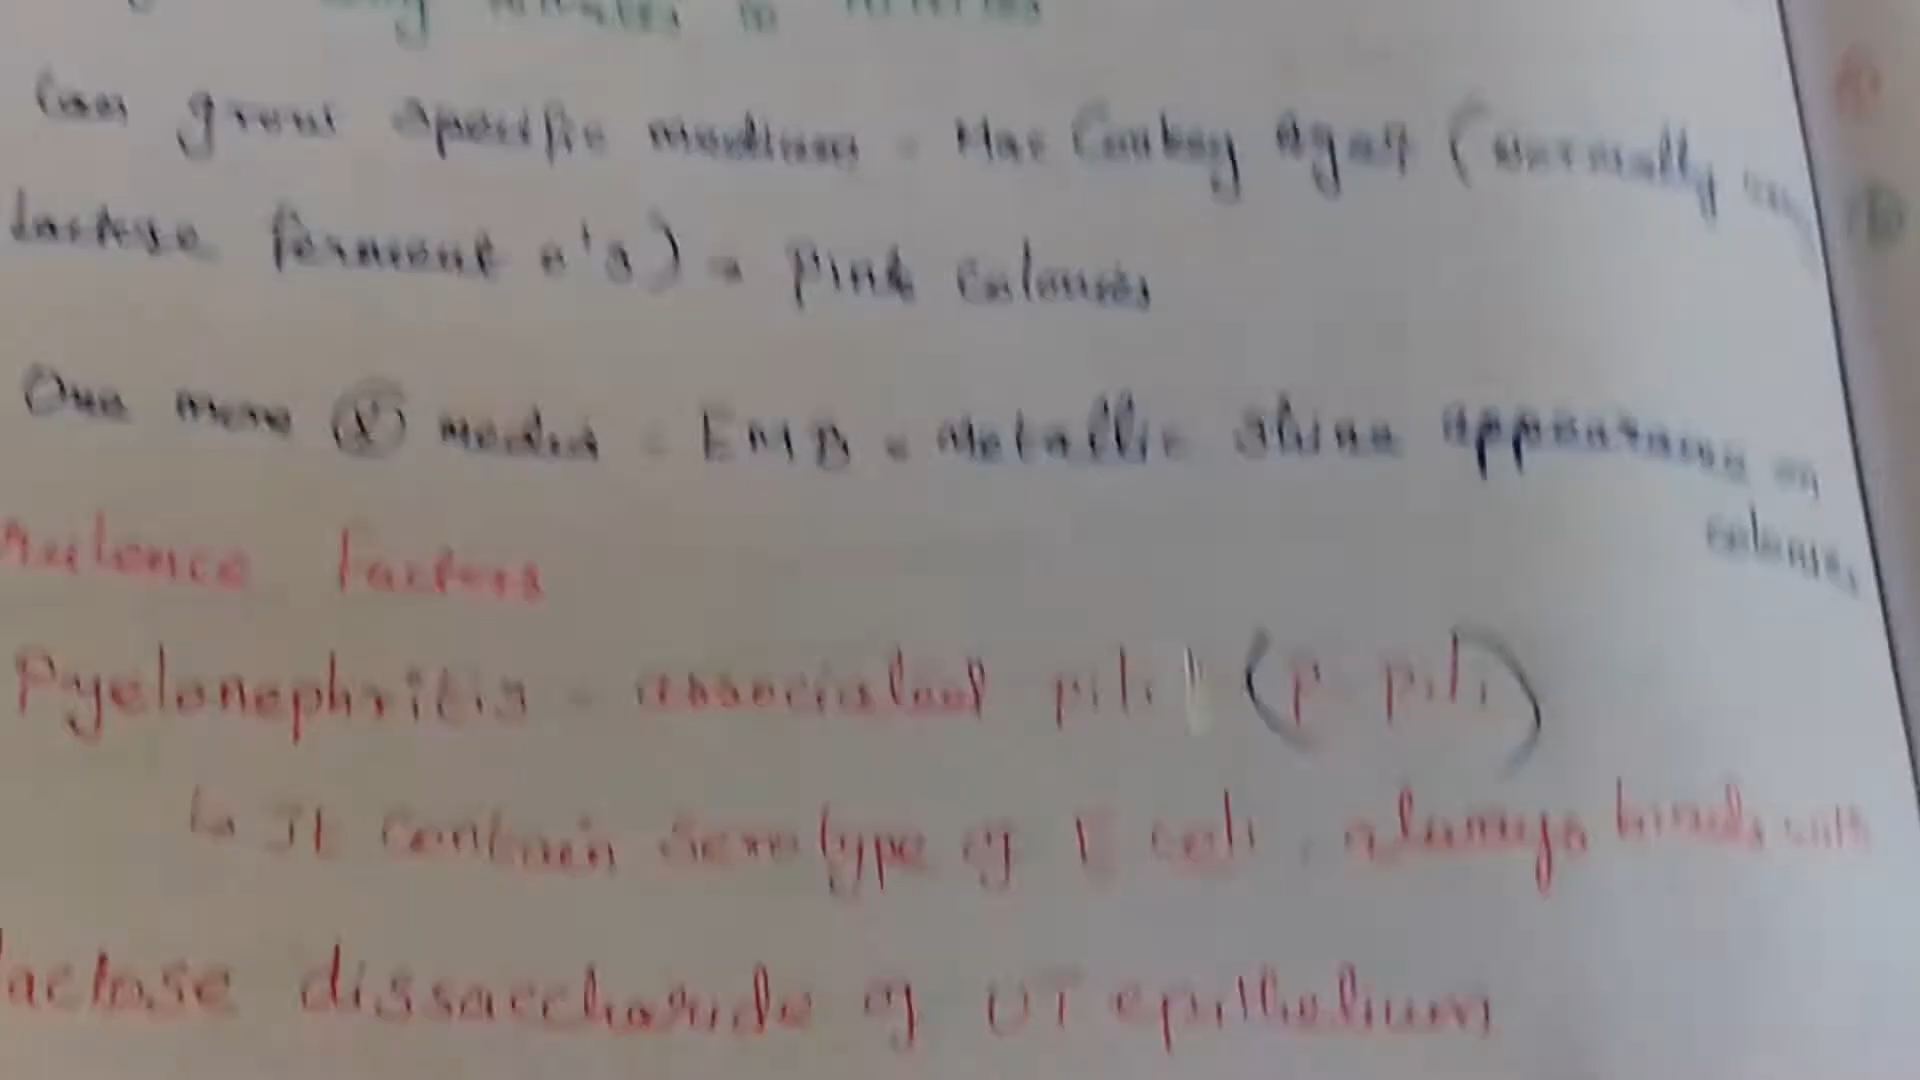 Can grow specific medium - Mac Conkey Agar (normally
Lactose ferment n's) = Pink colonies
One more media - EMB = Metallic shine appearance on
colonies
rulence factors
Pyelonephritis - associated pili (P-pili)
↳ It contain serotype of E coli, always binds with
lactose dissaccharide of UT epithelium